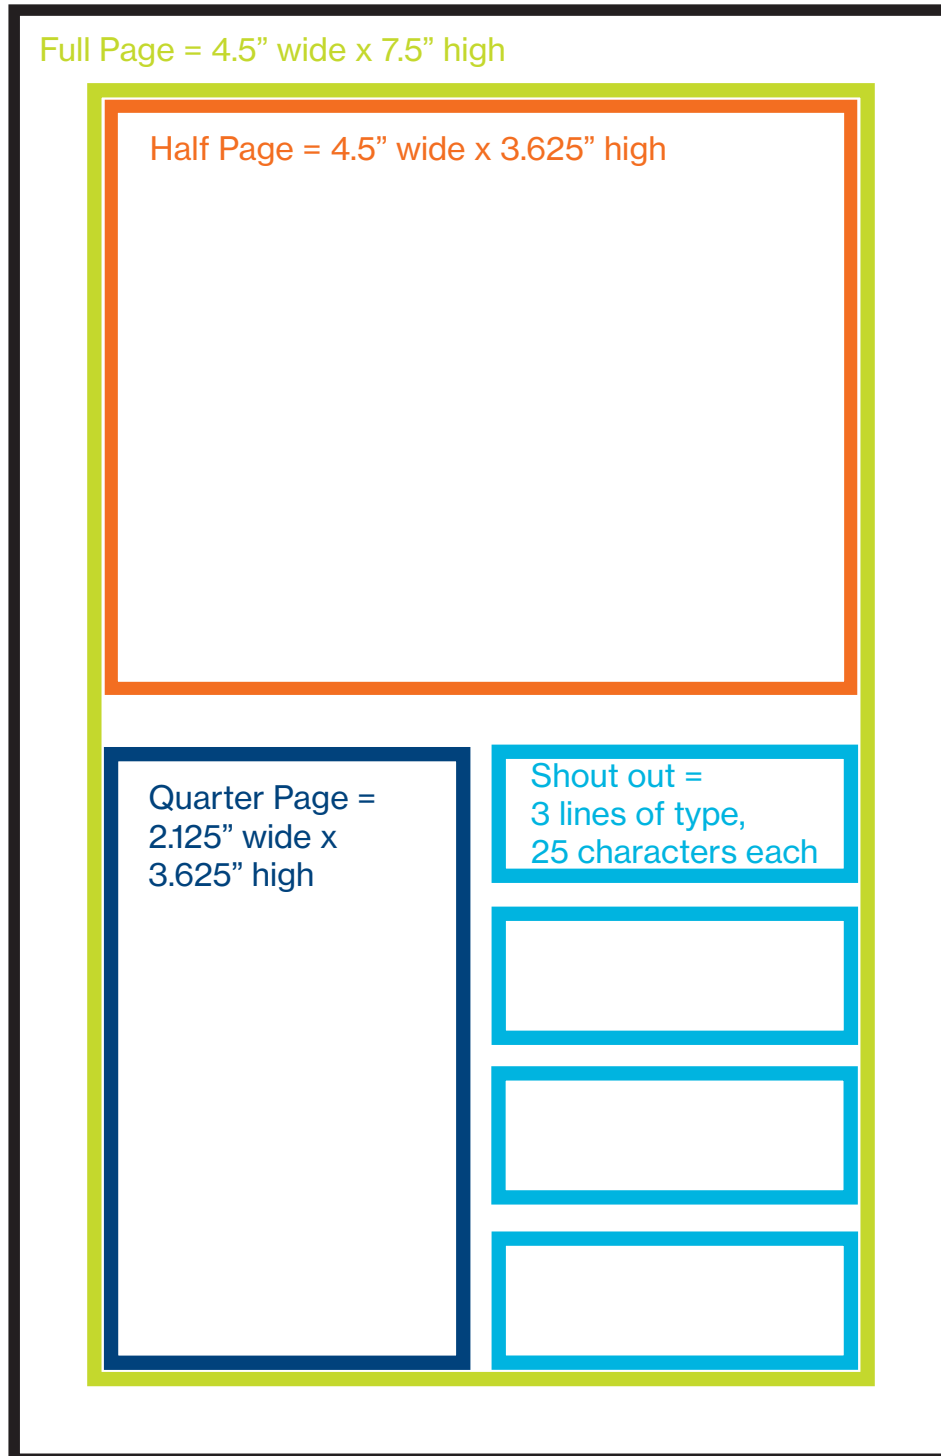 Full Page = 4.5” wide x 7.5” high
Half Page = 4.5” wide x 3.625” high
Quarter Page =
2.125” wide x
3.625” high
Shout out =
3 lines of type,
25 characters each